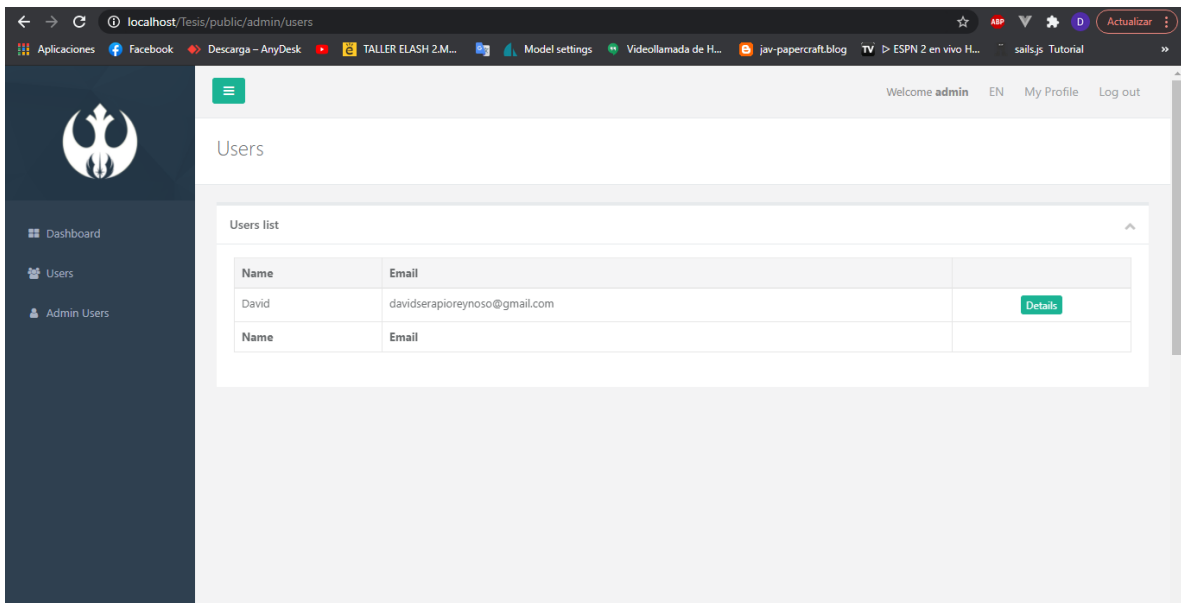 localhost/Tesis/public/admin/users ABP D Actualizar
Aplicaciones Facebook Descarga – AnyDesk ë TALLER ELASH 2.M... Model settings Videollamada de H... jav-papercraft.blog TV ▷ ESPN 2 en vivo H... sails.js Tutorial »
Welcome admin EN My Profile Log out
Users
Dashboard
Users
Admin Users
Users list
Name Email
David davidserapioreynoso@gmail.com Details
Name Email